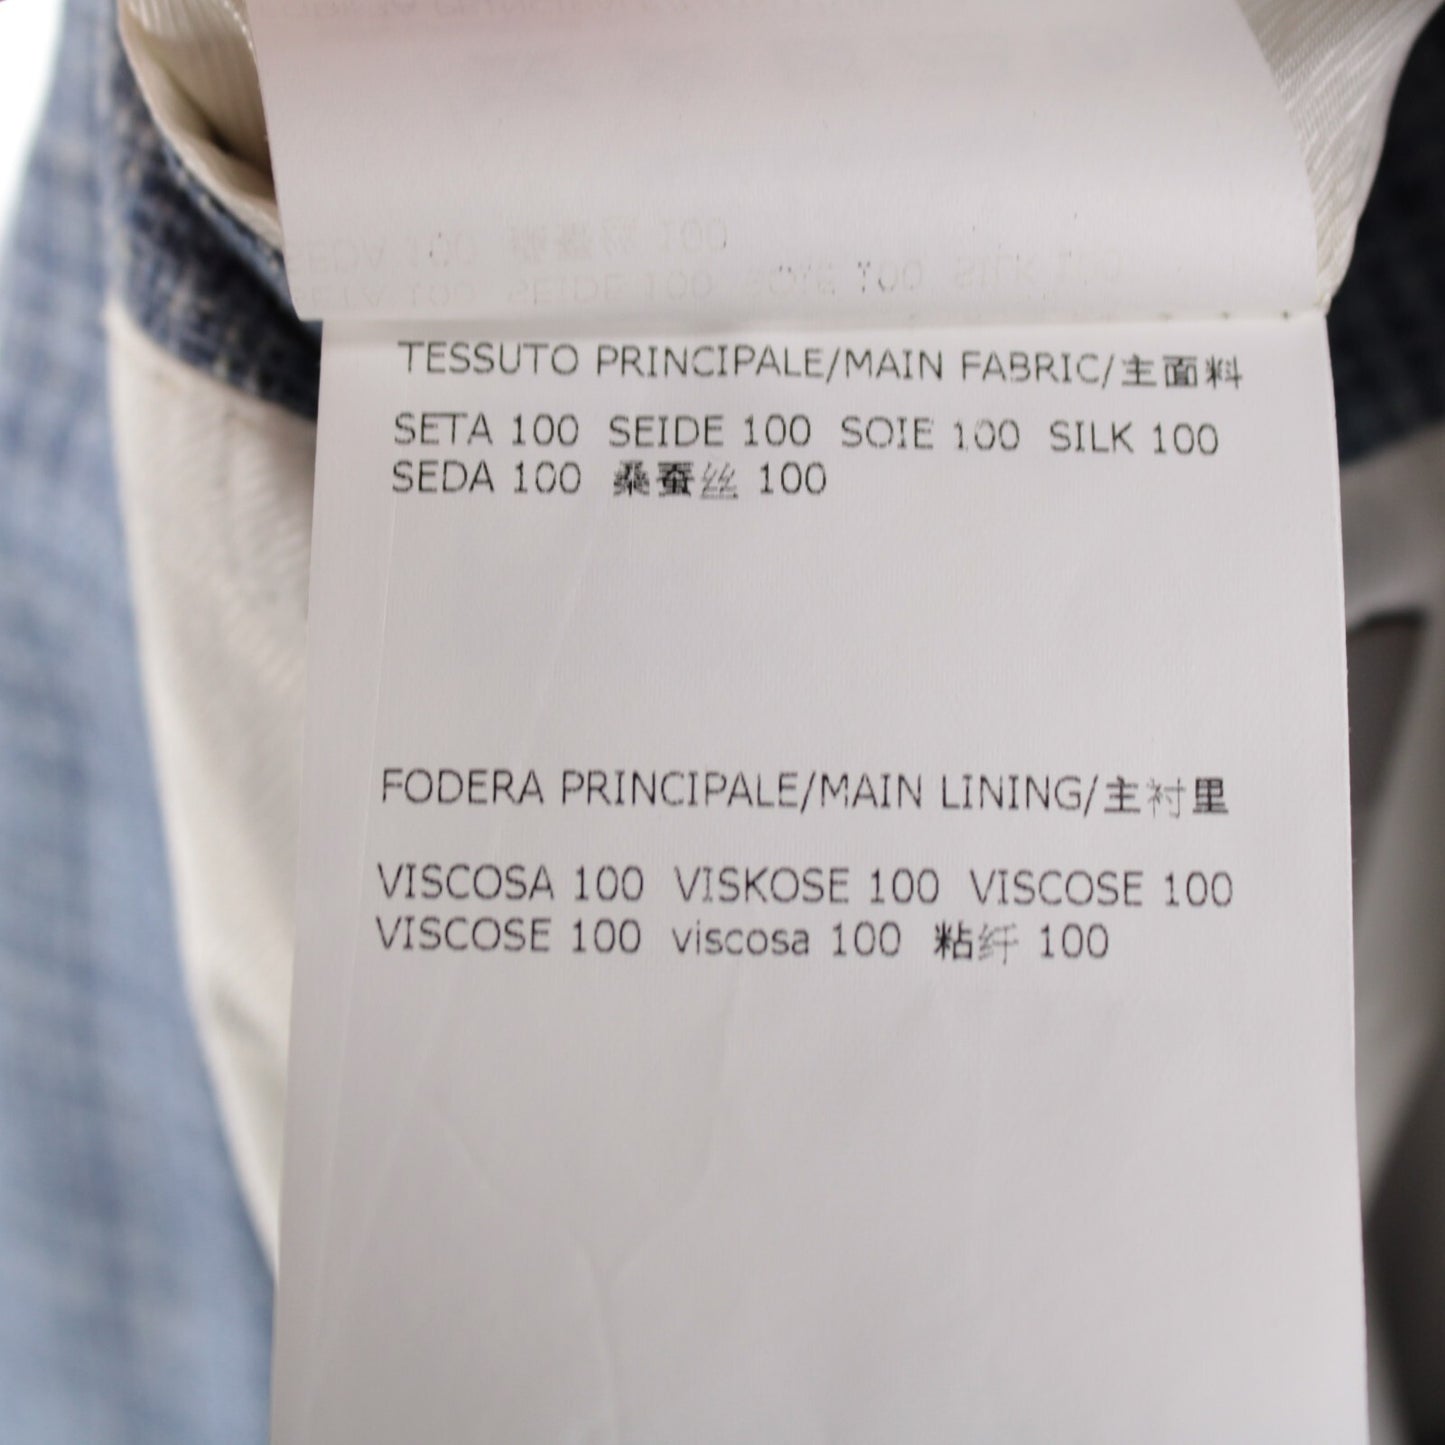 TESSUTO PRINCIPALE/MAIN FABRIC/主面料
SETA 100 SEIDE 100 SOIE 100 SILK 100
SEDA 100 桑蚕丝 100
FODERA PRINCIPALE/MAIN LINING/主衬里
VISCOSA 100 VISKOSE 100 VISCOSE 100
VISCOSE 100 viscosa 100 粘纤 100